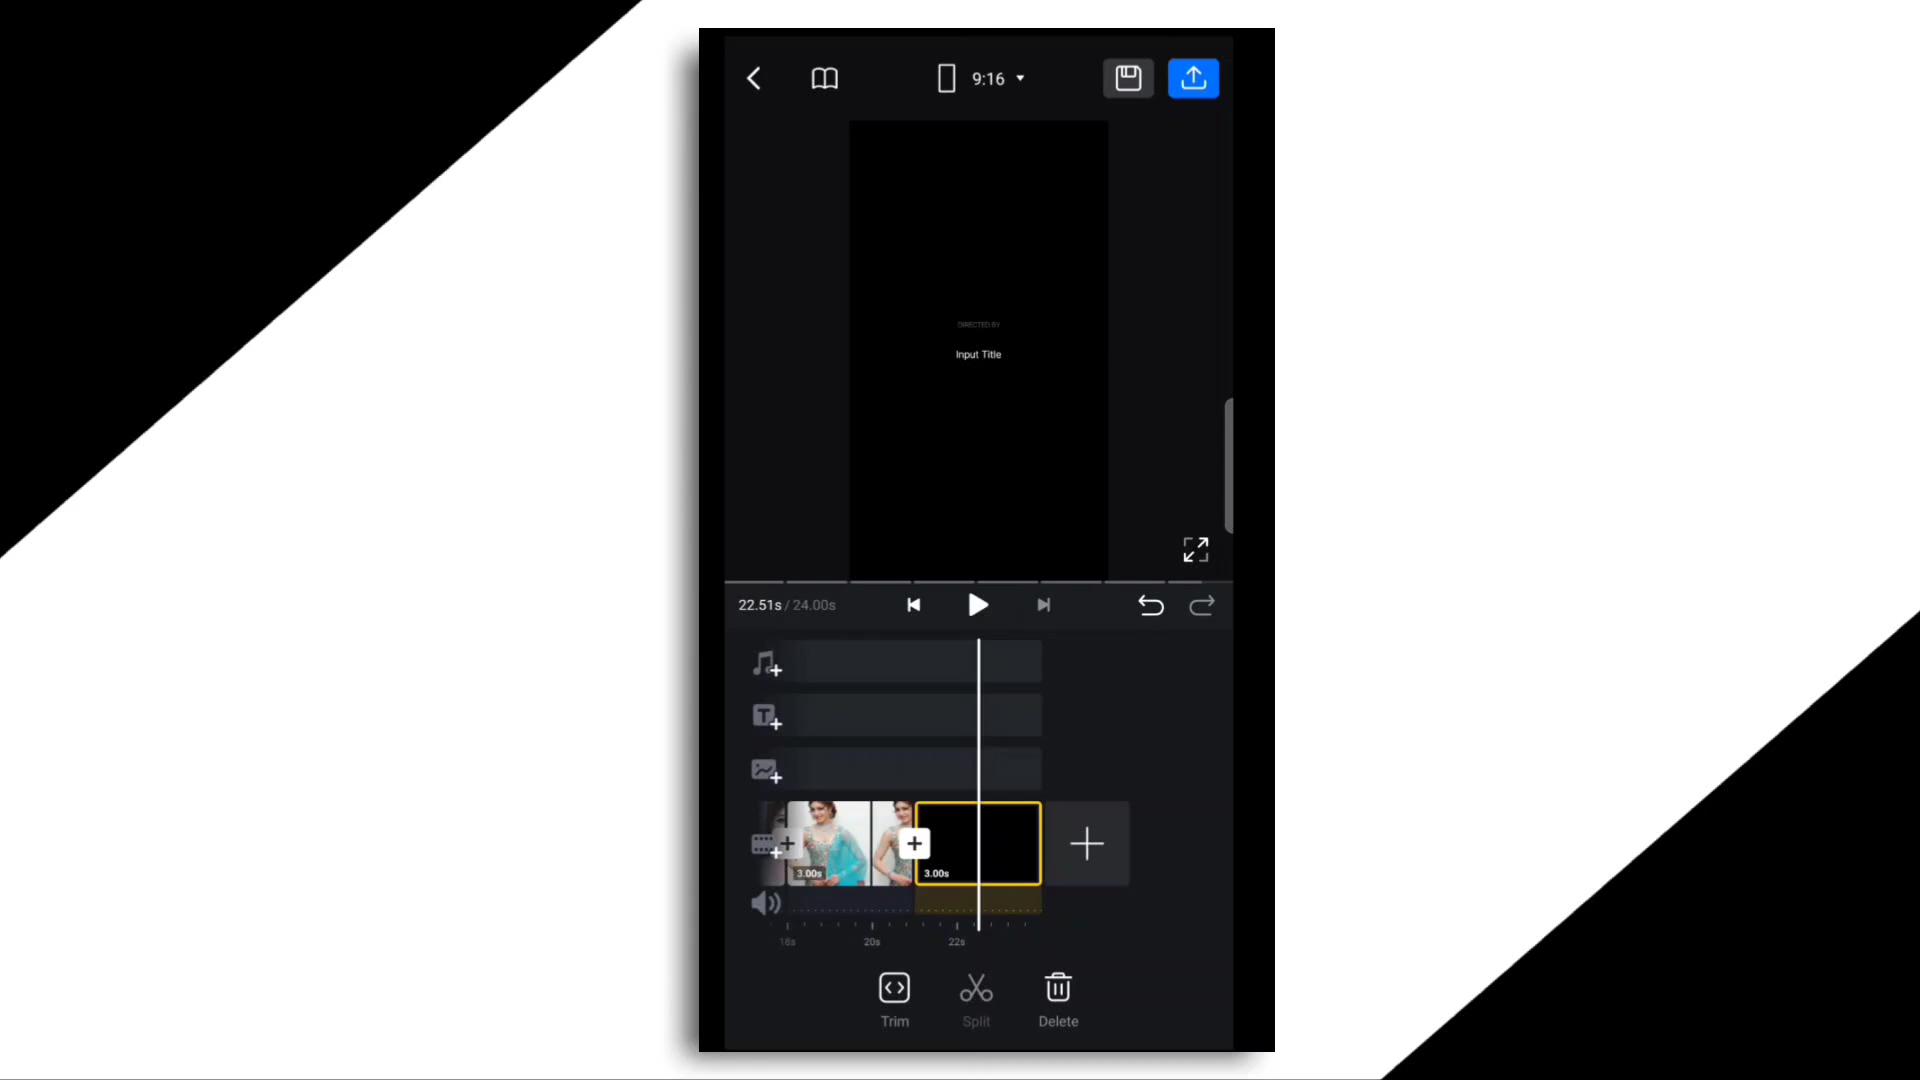 9:16
DIRECTED BY
Input Title
22.51s / 24.00s
T
3.00s
3.00s
18s
20s
22s
Trim
Split
Delete